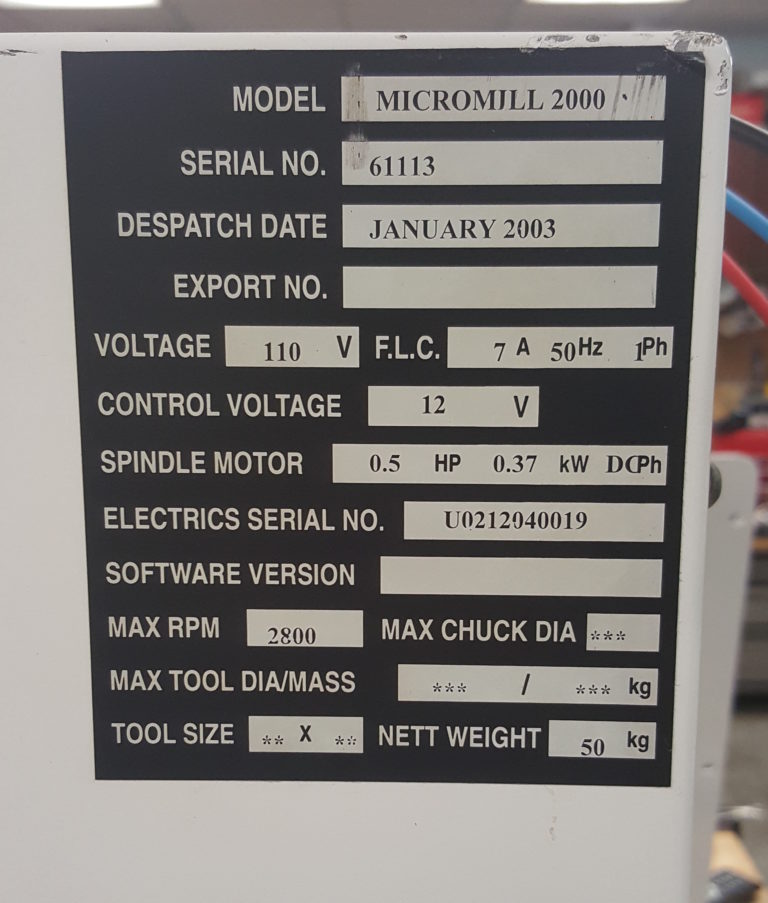 MODEL MICROMILL 2000
SERIAL NO. 61113
DESPATCH DATE JANUARY 2003
EXPORT NO.
VOLTAGE 110 V F.L.C. 7 A 50Hz 1Ph
CONTROL VOLTAGE 12 V
SPINDLE MOTOR 0.5 HP 0.37 kW DCPh
ELECTRICS SERIAL NO. U0212040019
SOFTWARE VERSION
MAX RPM 2800 MAX CHUCK DIA ***
MAX TOOL DIA/MASS *** / *** kg
TOOL SIZE ** X ** NETT WEIGHT 50 kg